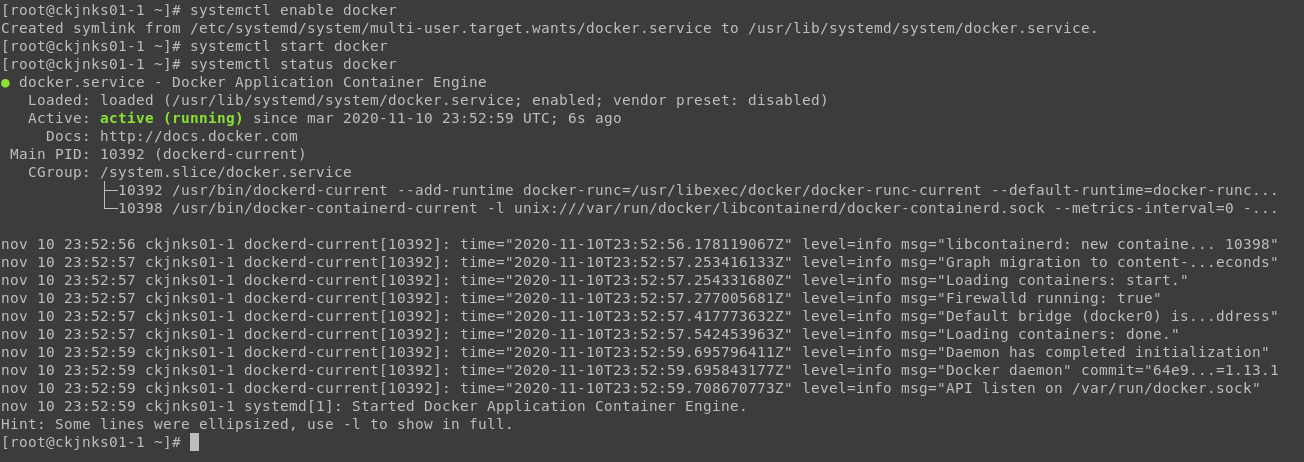 [root@ckjnks01-1 ~]# systemctl enable docker
Created symlink from /etc/systemd/system/multi-user.target.wants/docker.service to /usr/lib/systemd/system/docker.service.
[root@ckjnks01-1 ~]# systemctl start docker
[root@ckjnks01-1 ~]# systemctl status docker
● docker.service - Docker Application Container Engine
   Loaded: loaded (/usr/lib/systemd/system/docker.service; enabled; vendor preset: disabled)
   Active: active (running) since mar 2020-11-10 23:52:59 UTC; 6s ago
     Docs: http://docs.docker.com
 Main PID: 10392 (dockerd-current)
   CGroup: /system.slice/docker.service
           ├─10392 /usr/bin/dockerd-current --add-runtime docker-runc=/usr/libexec/docker/docker-runc-current --default-runtime=docker-runc...
           └─10398 /usr/bin/docker-containerd-current -l unix:///var/run/docker/libcontainerd/docker-containerd.sock --metrics-interval=0 -...

nov 10 23:52:56 ckjnks01-1 dockerd-current[10392]: time="2020-11-10T23:52:56.178119067Z" level=info msg="libcontainerd: new containe... 10398"
nov 10 23:52:57 ckjnks01-1 dockerd-current[10392]: time="2020-11-10T23:52:57.253416133Z" level=info msg="Graph migration to content-...econds"
nov 10 23:52:57 ckjnks01-1 dockerd-current[10392]: time="2020-11-10T23:52:57.254331680Z" level=info msg="Loading containers: start."
nov 10 23:52:57 ckjnks01-1 dockerd-current[10392]: time="2020-11-10T23:52:57.277005681Z" level=info msg="Firewalld running: true"
nov 10 23:52:57 ckjnks01-1 dockerd-current[10392]: time="2020-11-10T23:52:57.417773632Z" level=info msg="Default bridge (docker0) is...ddress"
nov 10 23:52:57 ckjnks01-1 dockerd-current[10392]: time="2020-11-10T23:52:57.542453963Z" level=info msg="Loading containers: done."
nov 10 23:52:59 ckjnks01-1 dockerd-current[10392]: time="2020-11-10T23:52:59.695796411Z" level=info msg="Daemon has completed initialization"
nov 10 23:52:59 ckjnks01-1 dockerd-current[10392]: time="2020-11-10T23:52:59.695843177Z" level=info msg="Docker daemon" commit="64e9...=1.13.1
nov 10 23:52:59 ckjnks01-1 dockerd-current[10392]: time="2020-11-10T23:52:59.708670773Z" level=info msg="API listen on /var/run/docker.sock"
nov 10 23:52:59 ckjnks01-1 systemd[1]: Started Docker Application Container Engine.
Hint: Some lines were ellipsized, use -l to show in full.
[root@ckjnks01-1 ~]#